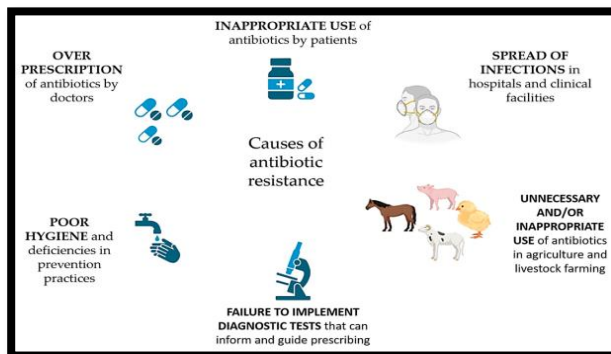 INAPPROPRIATE USE of
antibiotics by patients
OVER
PRESCRIPTION
of antibiotics by
doctors
SPREAD OF
INFECTIONS in
hospitals and clinical
facilities
Causes of
antibiotic
resistance
POOR
HYGIENE and
deficiencies in
prevention
practices
UNNECESSARY
AND/OR
INAPPROPRIATE
USE of antibiotics
in agriculture and
livestock farming
FAILURE TO IMPLEMENT
DIAGNOSTIC TESTS that can
inform and guide prescribing